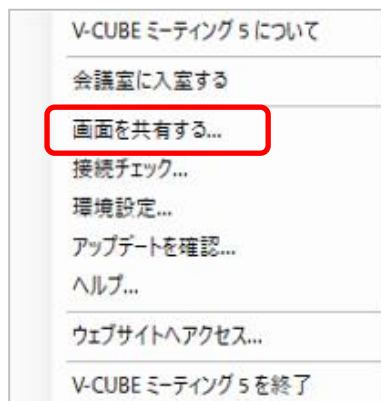 V-CUBE ミーティング 5 について
会議室に入室する
画面を共有する...
接続チェック...
環境設定...
アップデートを確認...
ヘルプ...
ウェブサイトへアクセス...
V-CUBE ミーティング 5 を終了